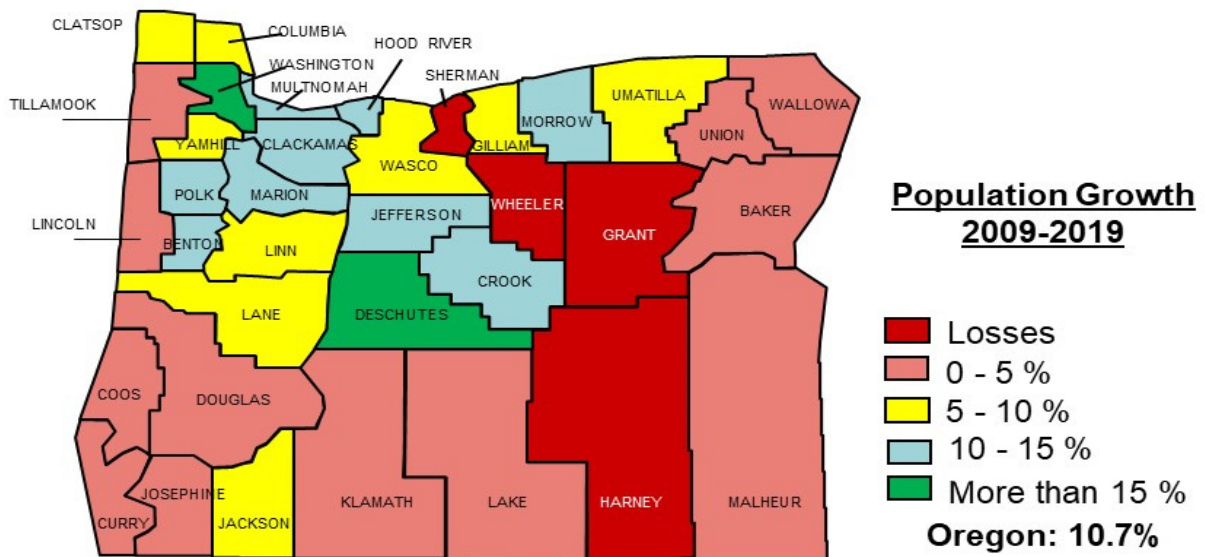 CLATSOP
COLUMBIA
HOOD RIVER
WASHINGTON
MULTNOMAH
SHERMAN
TILLAMOOK
UMATILLA
WALLOWA
MORROW
UNION
YAMHILL
CLACKAMAS
GILLIAM
WASCO
POLK
MARION
WHEELER
Population Growth
2009-2019
LINCOLN
JEFFERSON
BAKER
GRANT
BENTON
LINN
CROOK
LANE
DESCHUTES
Losses
0 - 5 %
COOS
DOUGLAS
5 - 10 %
10 - 15 %
JOSEPHINE
More than 15 %
KLAMATH
LAKE
HARNEY
MALHEUR
CURRY
JACKSON
Oregon: 10.7%